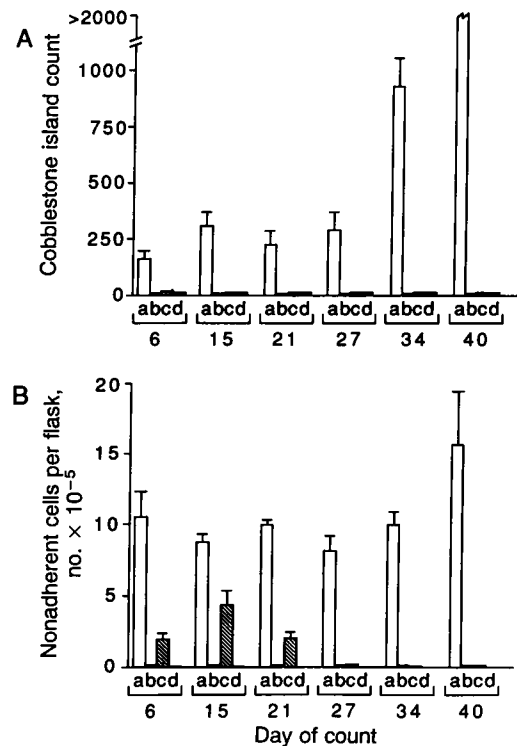 A
Cobblestone island count
>2000
1000
750
500
250
0
abcd abcd abcd abcd abcd abcd
6 15 21 27 34 40
B
Nonadherent cells per flask,
no. × 10⁻⁵
20
15
10
5
0
abcd abcd abcd abcd abcd abcd
6 15 21 27 34 40
Day of count